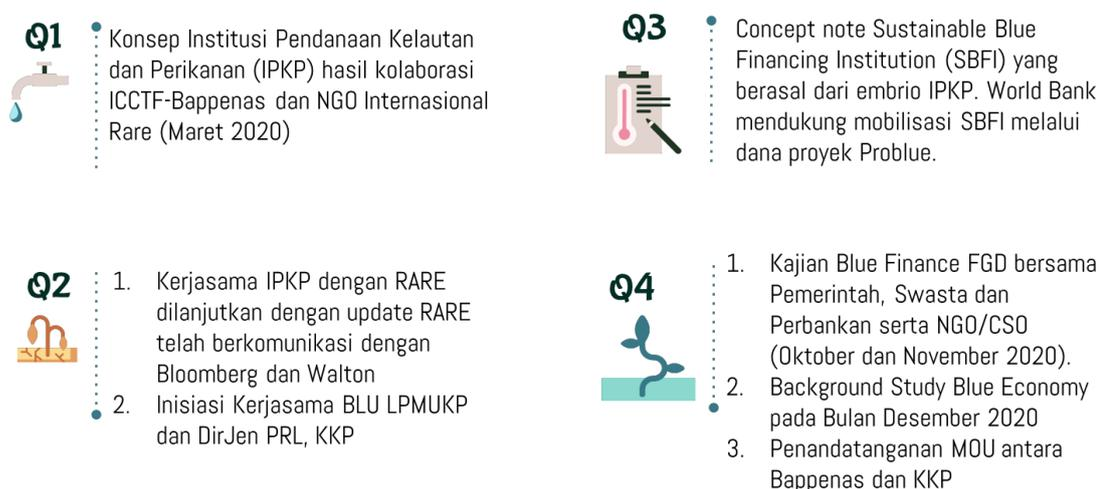 Q1
Konsep Institusi Pendanaan Kelautan
dan Perikanan (IPKP) hasil kolaborasi
ICCTF-Bappenas dan NGO Internasional
Rare (Maret 2020)
Q2
1. Kerjasama IPKP dengan RARE
dilanjutkan dengan update RARE
telah berkomunikasi dengan
Bloomberg dan Walton
2. Inisiasi Kerjasama BLU LPMUKP
dan DirJen PRL, KKP
Q3
Concept note Sustainable Blue
Financing Institution (SBFI) yang
berasal dari embrio IPKP. World Bank
mendukung mobilisasi SBFI melalui
dana proyek Problue.
Q4
1. Kajian Blue Finance FGD bersama
Pemerintah, Swasta dan
Perbankan serta NGO/CSO
(Oktober dan November 2020).
2. Background Study Blue Economy
pada Bulan Desember 2020
3. Penandatanganan MOU antara
Bappenas dan KKP